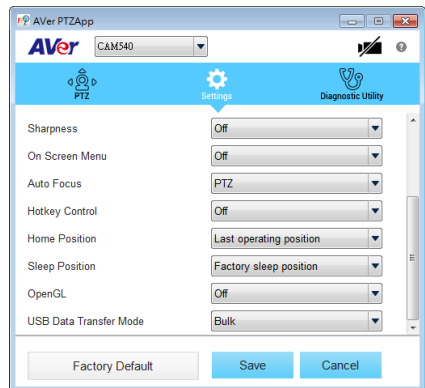 AVer PTZApp
AVer CAM540
PTZ Settings Diagnostic Utility
Sharpness Off
On Screen Menu Off
Auto Focus PTZ
Hotkey Control Off
Home Position Last operating position
Sleep Position Factory sleep position
OpenGL Off
USB Data Transfer Mode Bulk
Factory Default Save Cancel